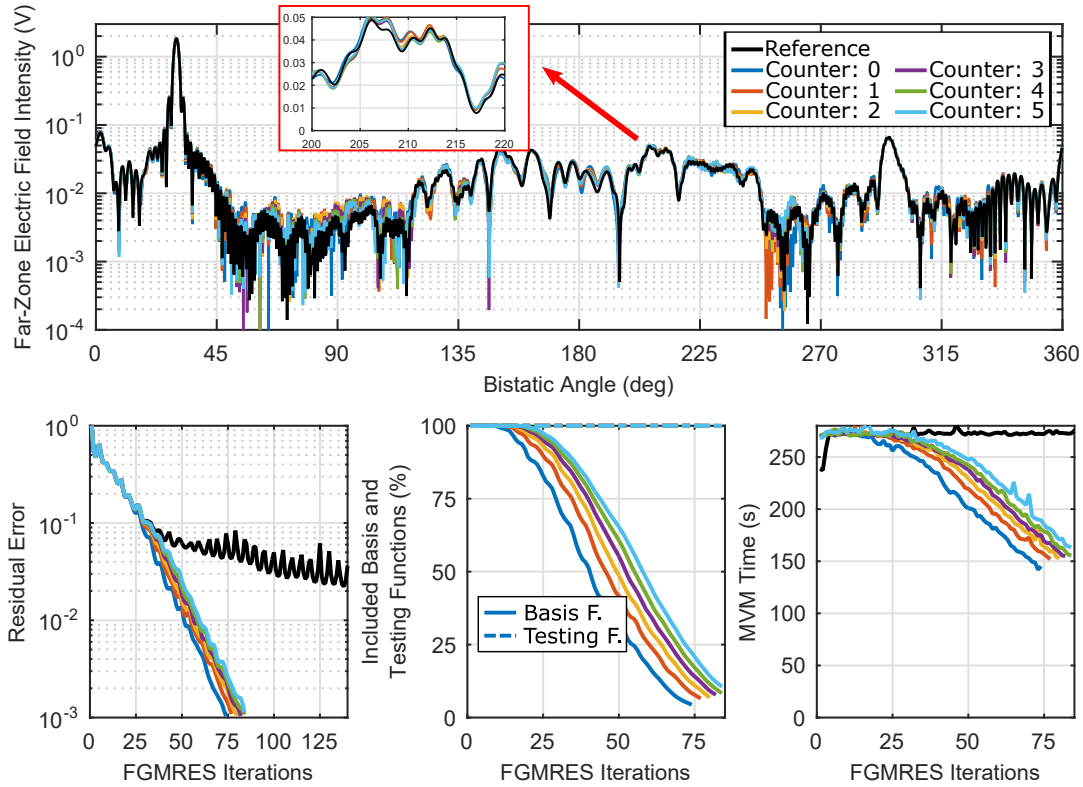 Far-Zone Electric Field Intensity (V)
10^0
10^-1
10^-2
10^-3
10^-4
0 45 90 135 180 225 270 315 360
Bistatic Angle (deg)
0.05
0.04
0.03
0.02
0.01
0
200 205 210 215 220
Reference
Counter: 0 Counter: 3
Counter: 1 Counter: 4
Counter: 2 Counter: 5
Residual Error
10^0
10^-1
10^-2
10^-3
0 25 50 75 100 125
FGMRES Iterations
Included Basis and
Testing Functions (%)
100
75
50
25
0
Basis F.
Testing F.
0 25 50 75
FGMRES Iterations
MVM Time (s)
250
200
150
100
50
0
0 25 50 75
FGMRES Iterations